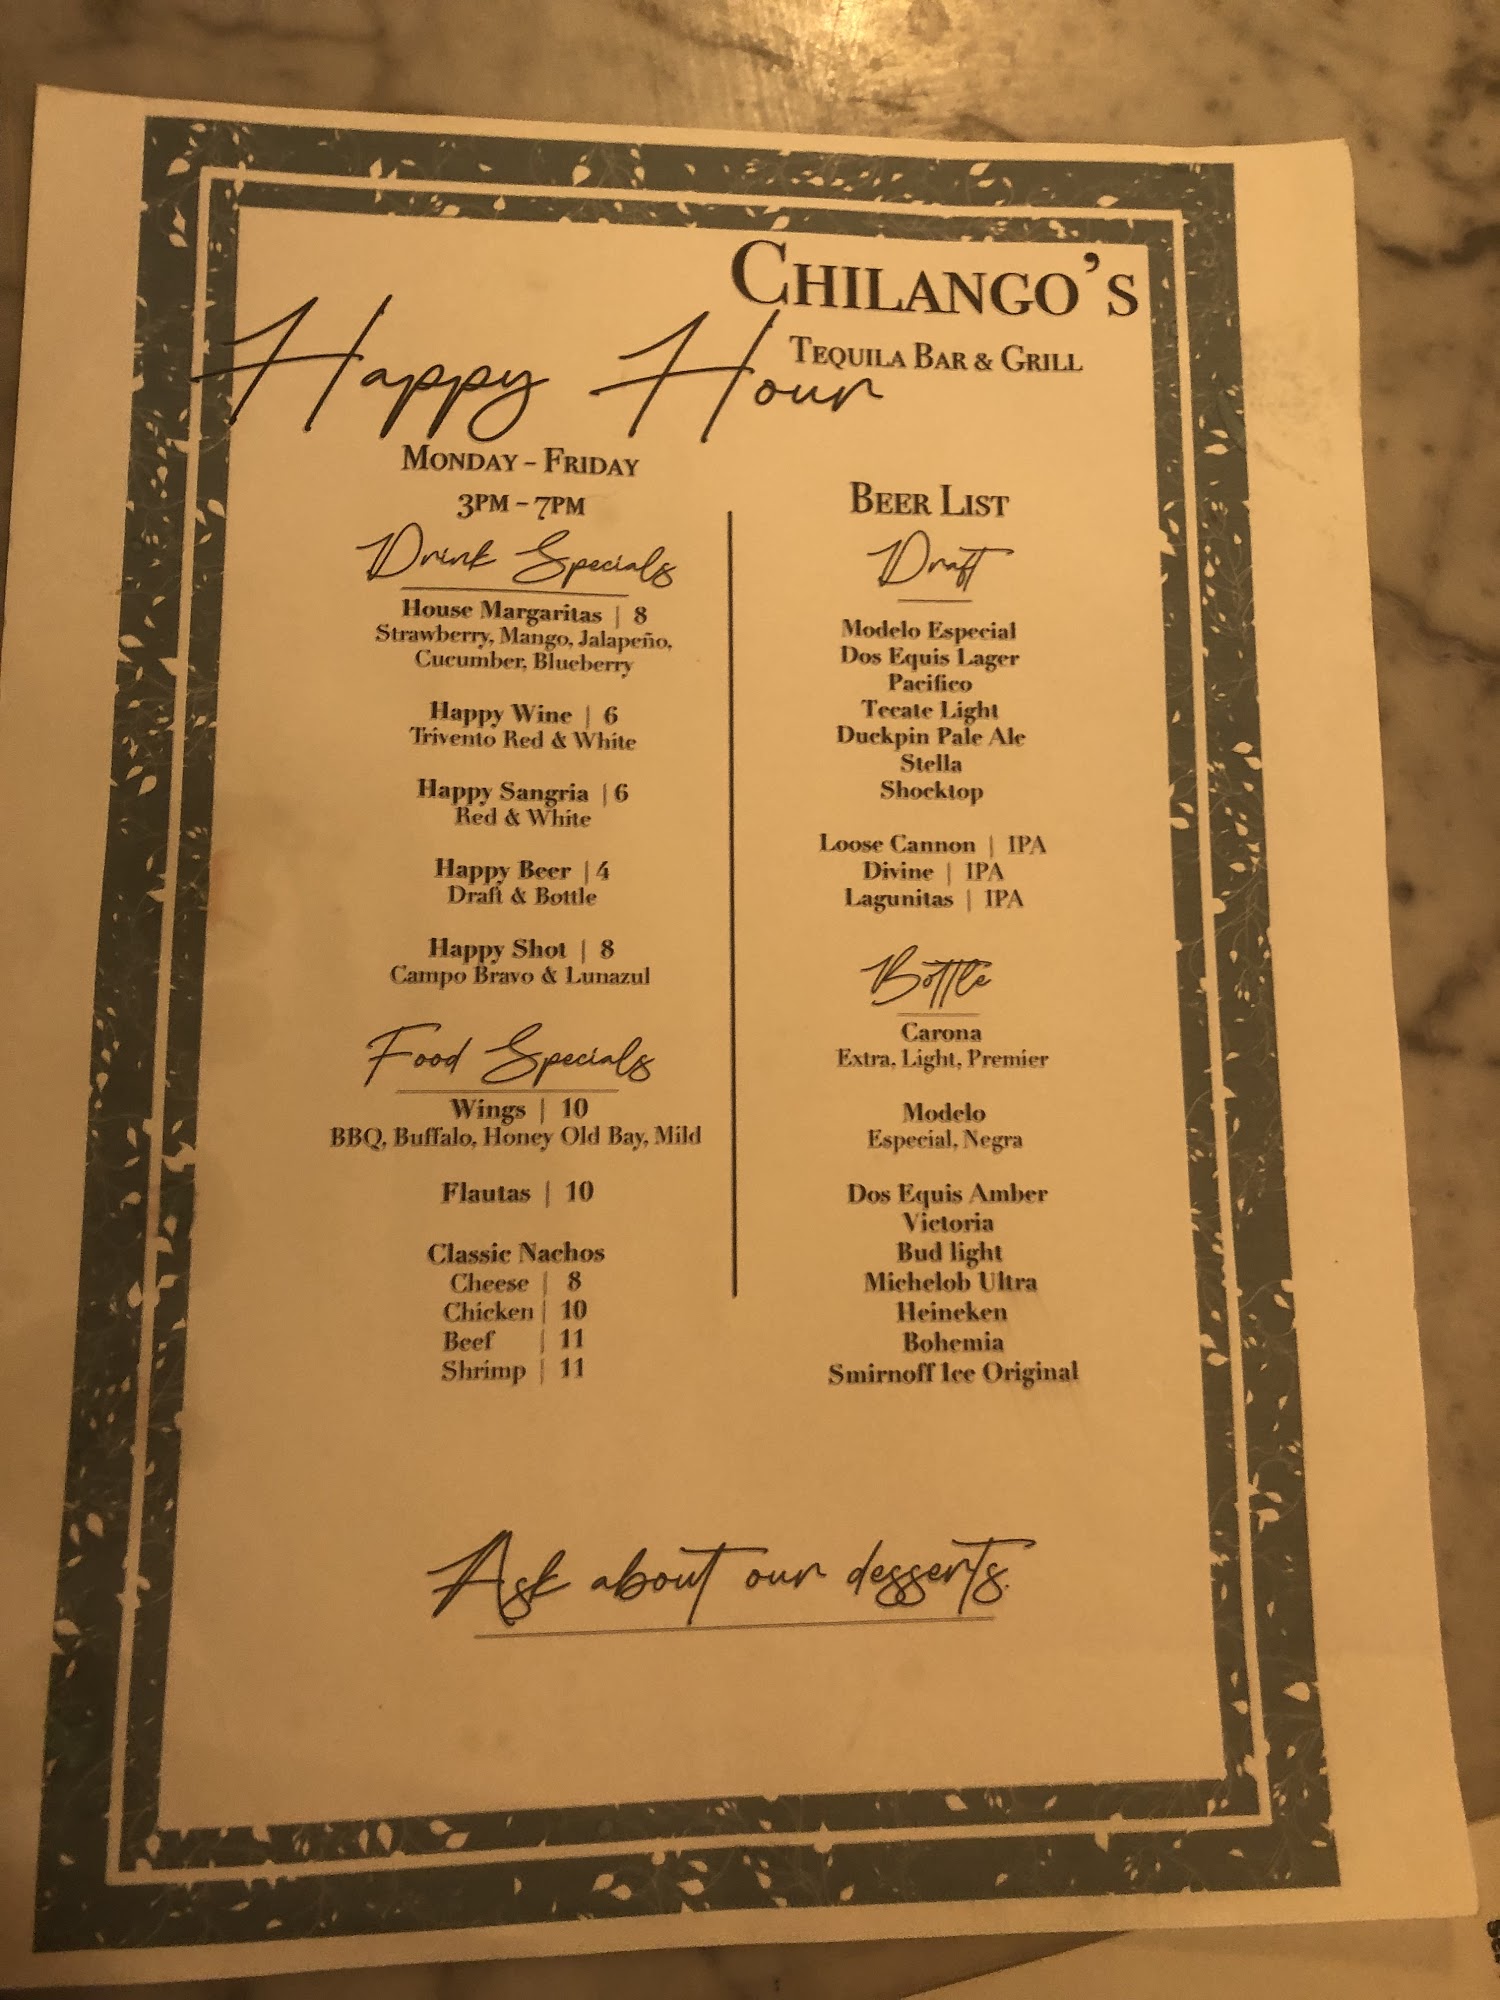 CHILANGO'S
TEQUILA BAR & GRILL
Happy Hour
MONDAY - FRIDAY
3PM - 7PM
Drink Specials
House Margaritas | 8
Strawberry, Mango, Jalapeño,
Cucumber, Blueberry
Happy Wine | 6
Trivento Red & White
Happy Sangria | 6
Red & White
Happy Beer | 4
Draft & Bottle
Happy Shot | 8
Campo Bravo & Lunazul
Food Specials
Wings | 10
BBQ, Buffalo, Honey Old Bay, Mild
Flautas | 10
Classic Nachos
Cheese | 8
Chicken | 10
Beef | 11
Shrimp | 11
BEER LIST
Draft
Modelo Especial
Dos Equis Lager
Pacifico
Tecate Light
Duckpin Pale Ale
Stella
Shocktop
Loose Cannon | IPA
Divine | IPA
Lagunitas | IPA
Bottle
Carona
Extra, Light, Premier
Modelo
Especial, Negra
Dos Equis Amber
Victoria
Bud light
Michelob Ultra
Heineken
Bohemia
Smirnoff Ice Original
Ask about our desserts.